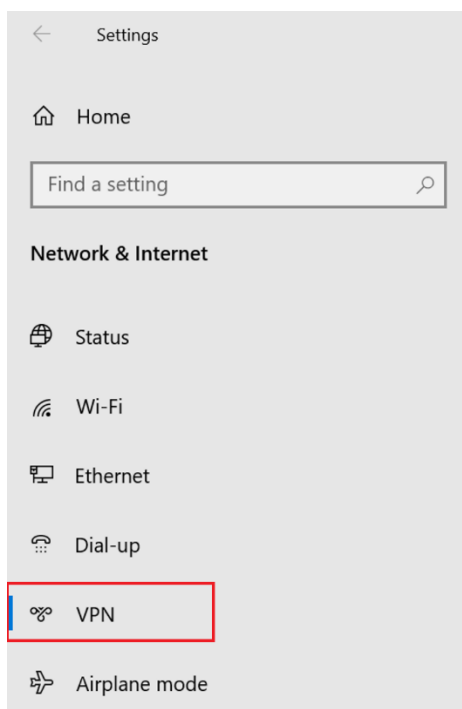 Settings
Home
Find a setting
Network & Internet
Status
Wi-Fi
Ethernet
Dial-up
VPN
Airplane mode